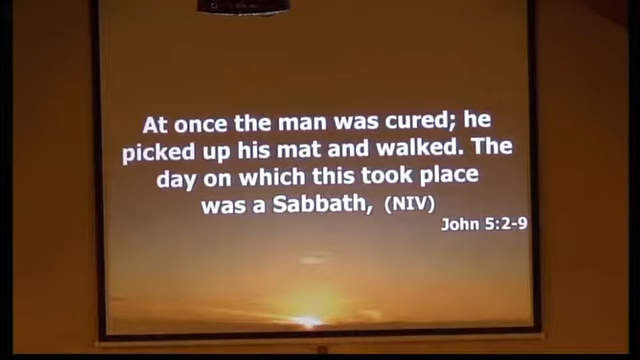 At once the man was cured; he
picked up his mat and walked. The
day on which this took place
was a Sabbath, (NIV)
John 5:2-9